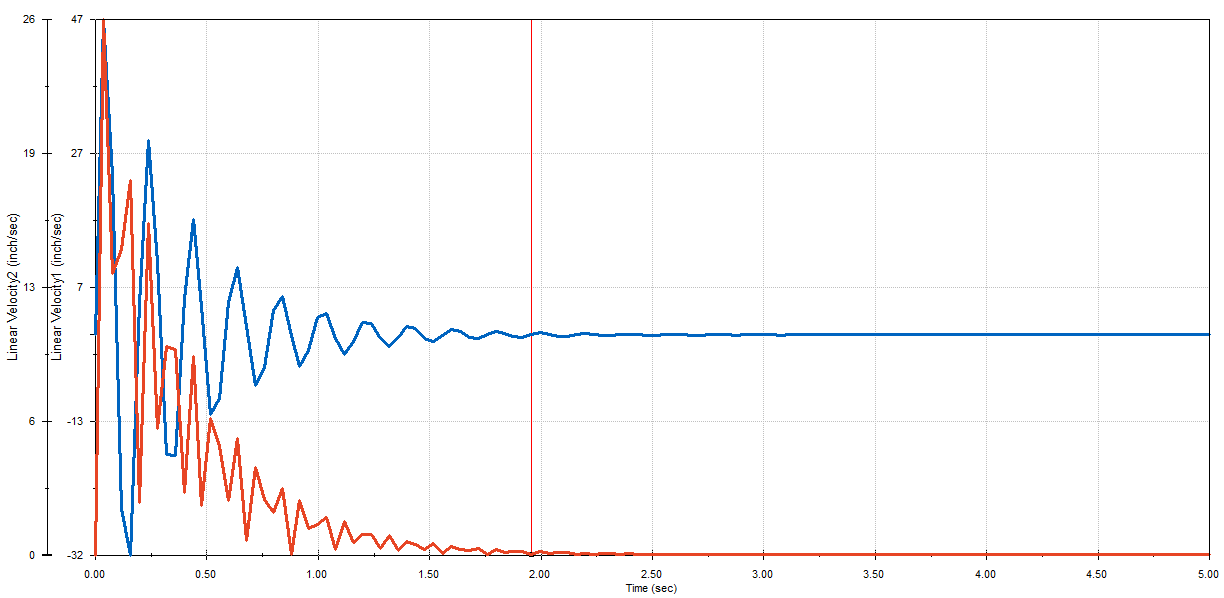 26 47
19 27
13 7
6 -13
0 -32
Linear Velocity2 (inch/sec)
Linear Velocity1 (inch/sec)
0.00 0.50 1.00 1.50 2.00 2.50 3.00 3.50 4.00 4.50 5.00
Time (sec)